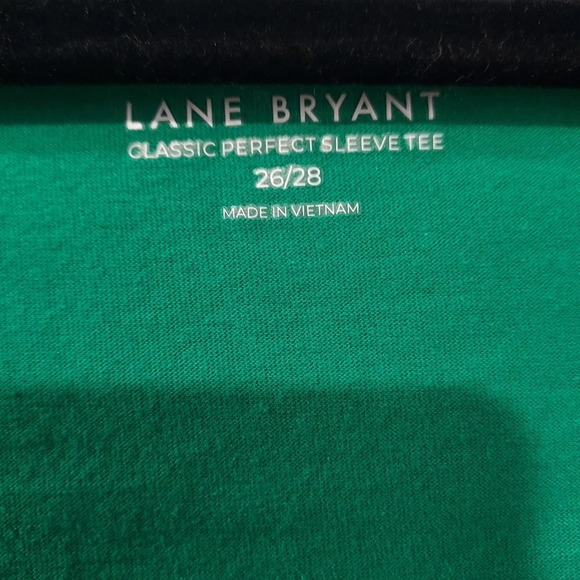 LANE BRYANT
CLASSIC PERFECT SLEEVE TEE
26/28
MADE IN VIETNAM